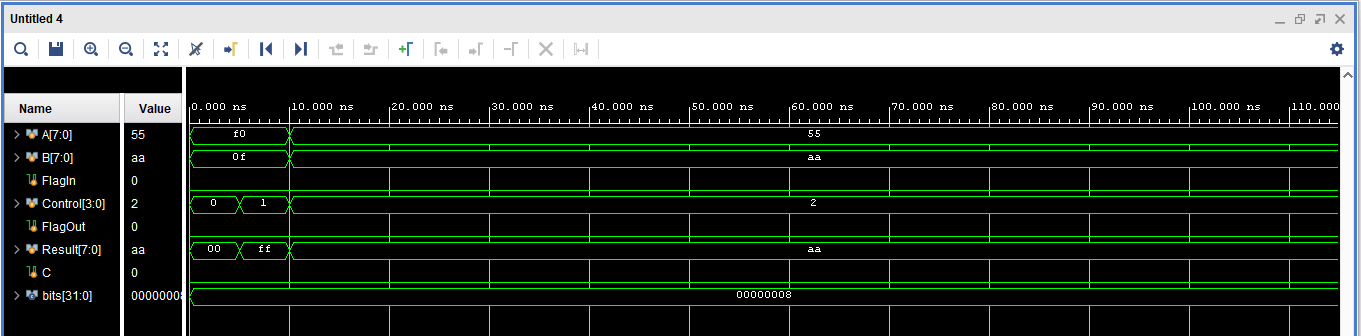 Untitled 4
Name Value
0.000 ns 10.000 ns 20.000 ns 30.000 ns 40.000 ns 50.000 ns 60.000 ns 70.000 ns 80.000 ns 90.000 ns 100.000 ns 110.000
A[7:0] 55 f0 55
B[7:0] aa 0f aa
FlagIn 0
Control[3:0] 2 0 1 2
FlagOut 0
Result[7:0] aa 00 ff aa
C 0
bits[31:0] 00000008 00000008